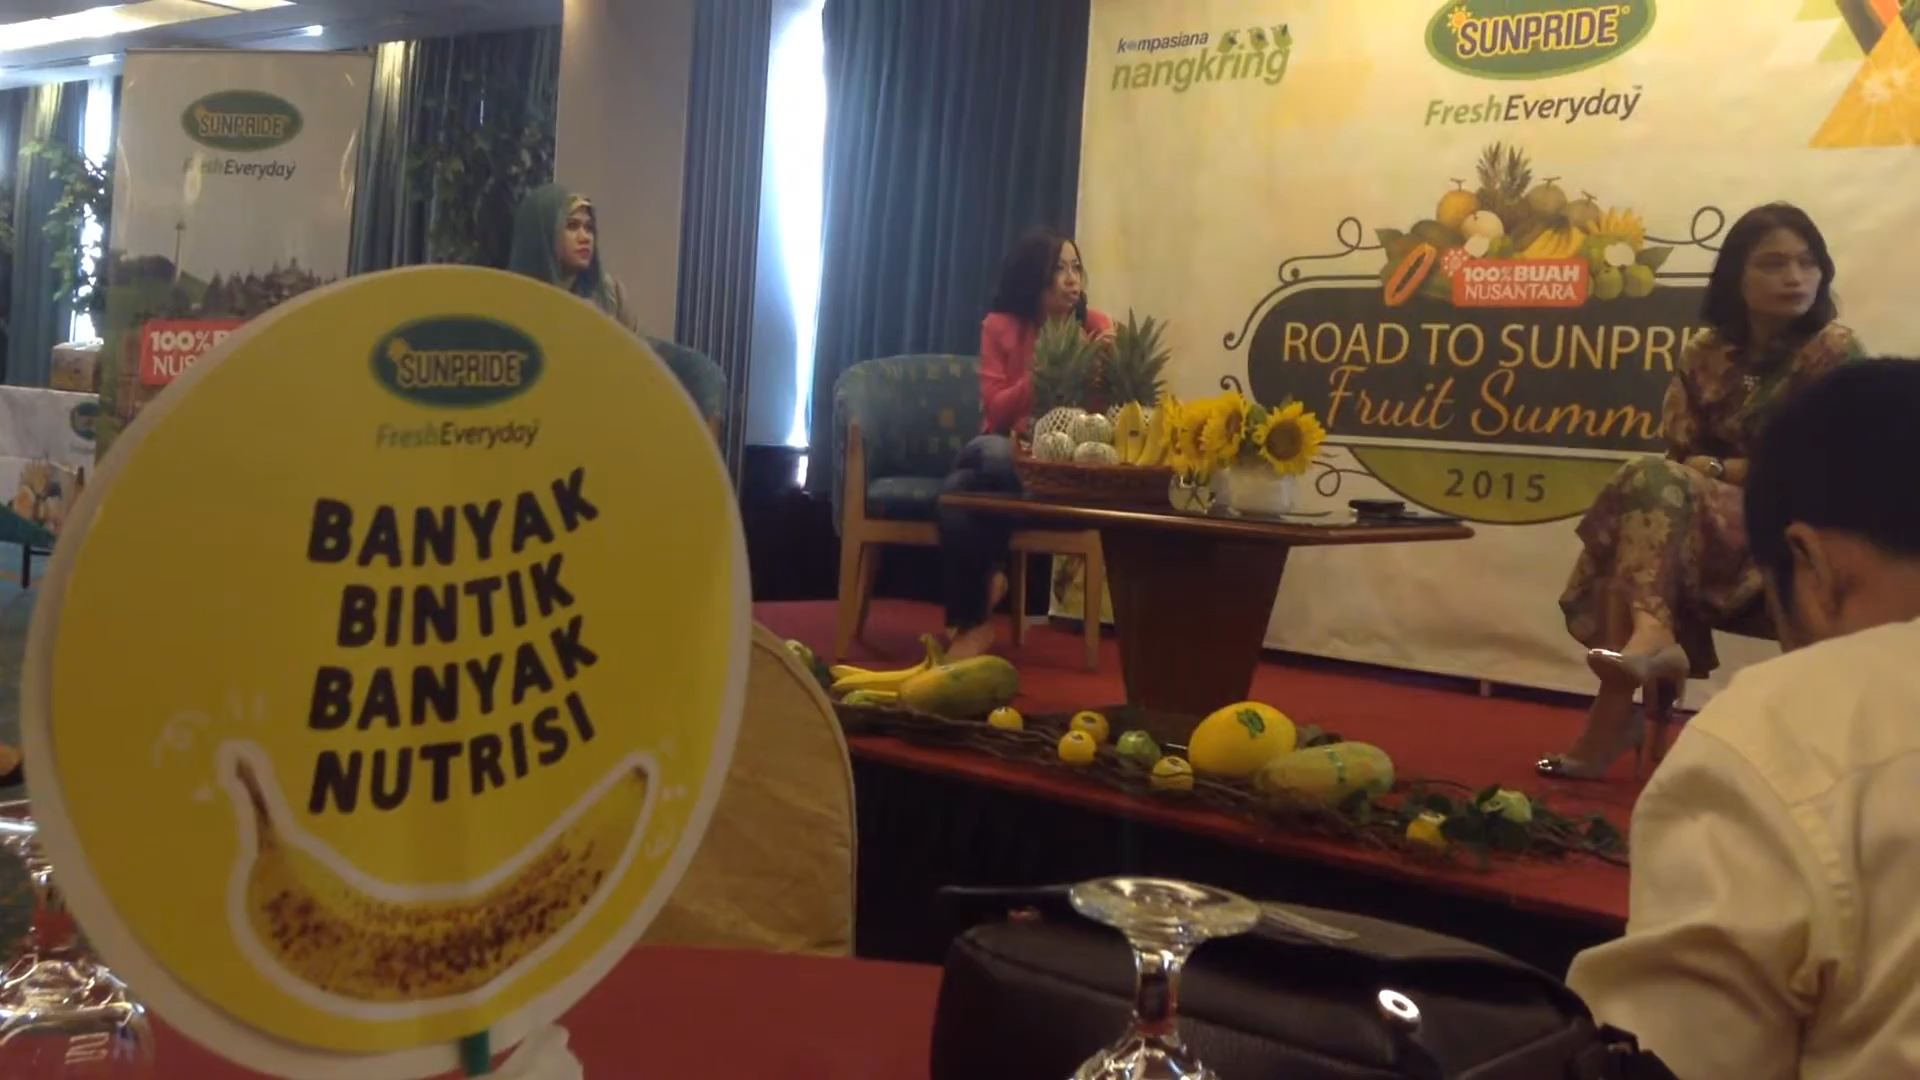 SUNPRIDE
FreshEveryday
100%
kompasiana
nangkring
SUNPRIDE
FreshEveryday
100% BUAH
NUSANTARA
ROAD TO SUNPRI
Fruit Summ
2015
SUNPRIDE
FreshEveryday
BANYAK
BINTIK
BANYAK
NUTRISI